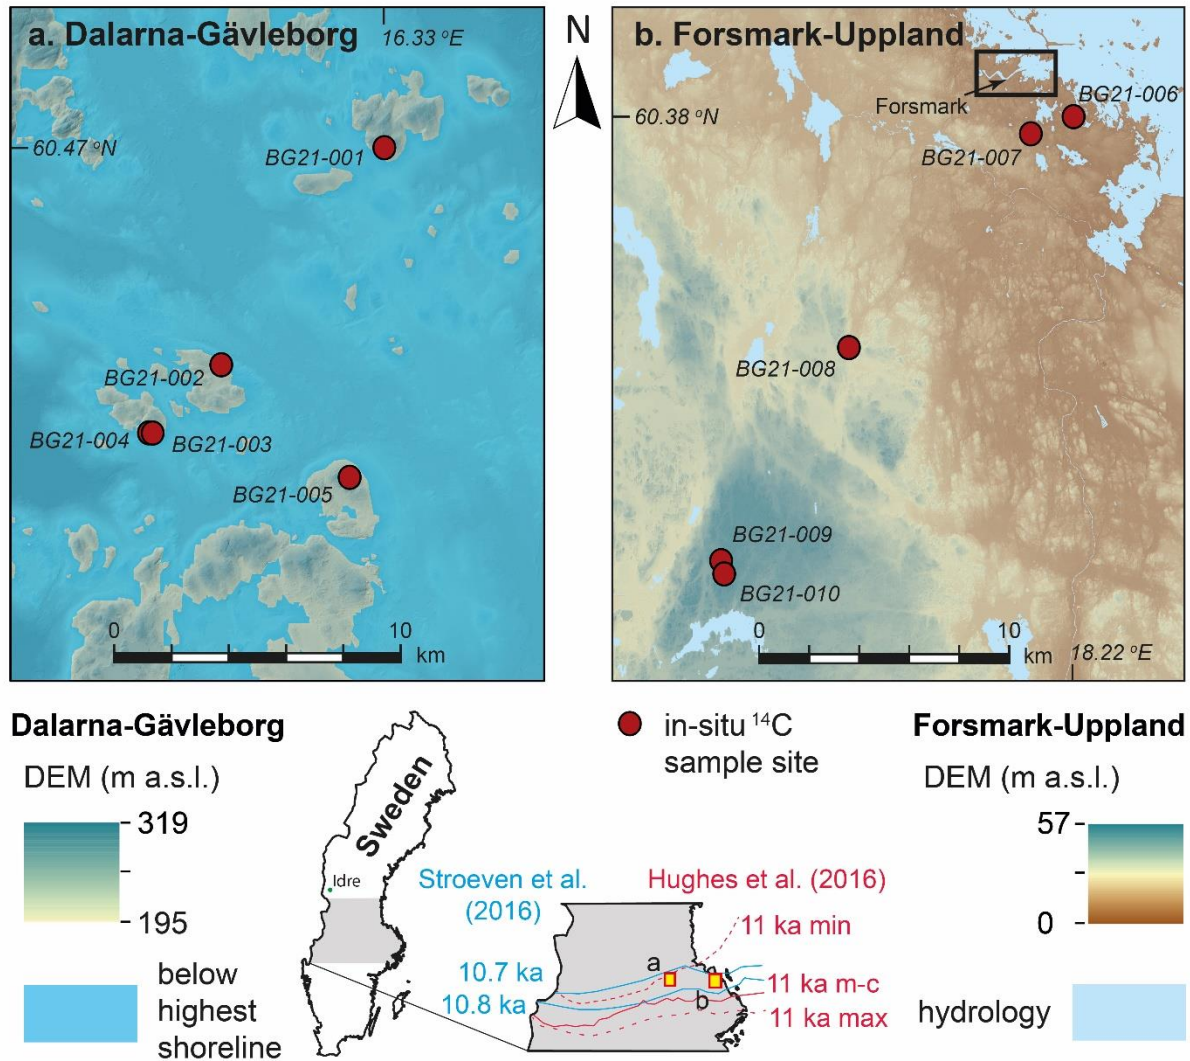 a. Dalarna-Gävleborg
16.33 °E
60.47 °N
BG21-001
BG21-002
BG21-004
BG21-003
BG21-005
0
10
km
N
b. Forsmark-Uppland
60.38 °N
Forsmark
BG21-006
BG21-007
BG21-008
BG21-009
BG21-010
0
10
km
18.22 °E
Dalarna-Gävleborg
DEM (m a.s.l.)
319
195
below
highest
shoreline
Sweden
Idre
in-situ ¹⁴C
sample site
Stroeven et al.
(2016)
Hughes et al. (2016)
11 ka min
10.7 ka
a
10.8 ka
11 ka m-c
b
11 ka max
Forsmark-Uppland
DEM (m a.s.l.)
57
0
hydrology